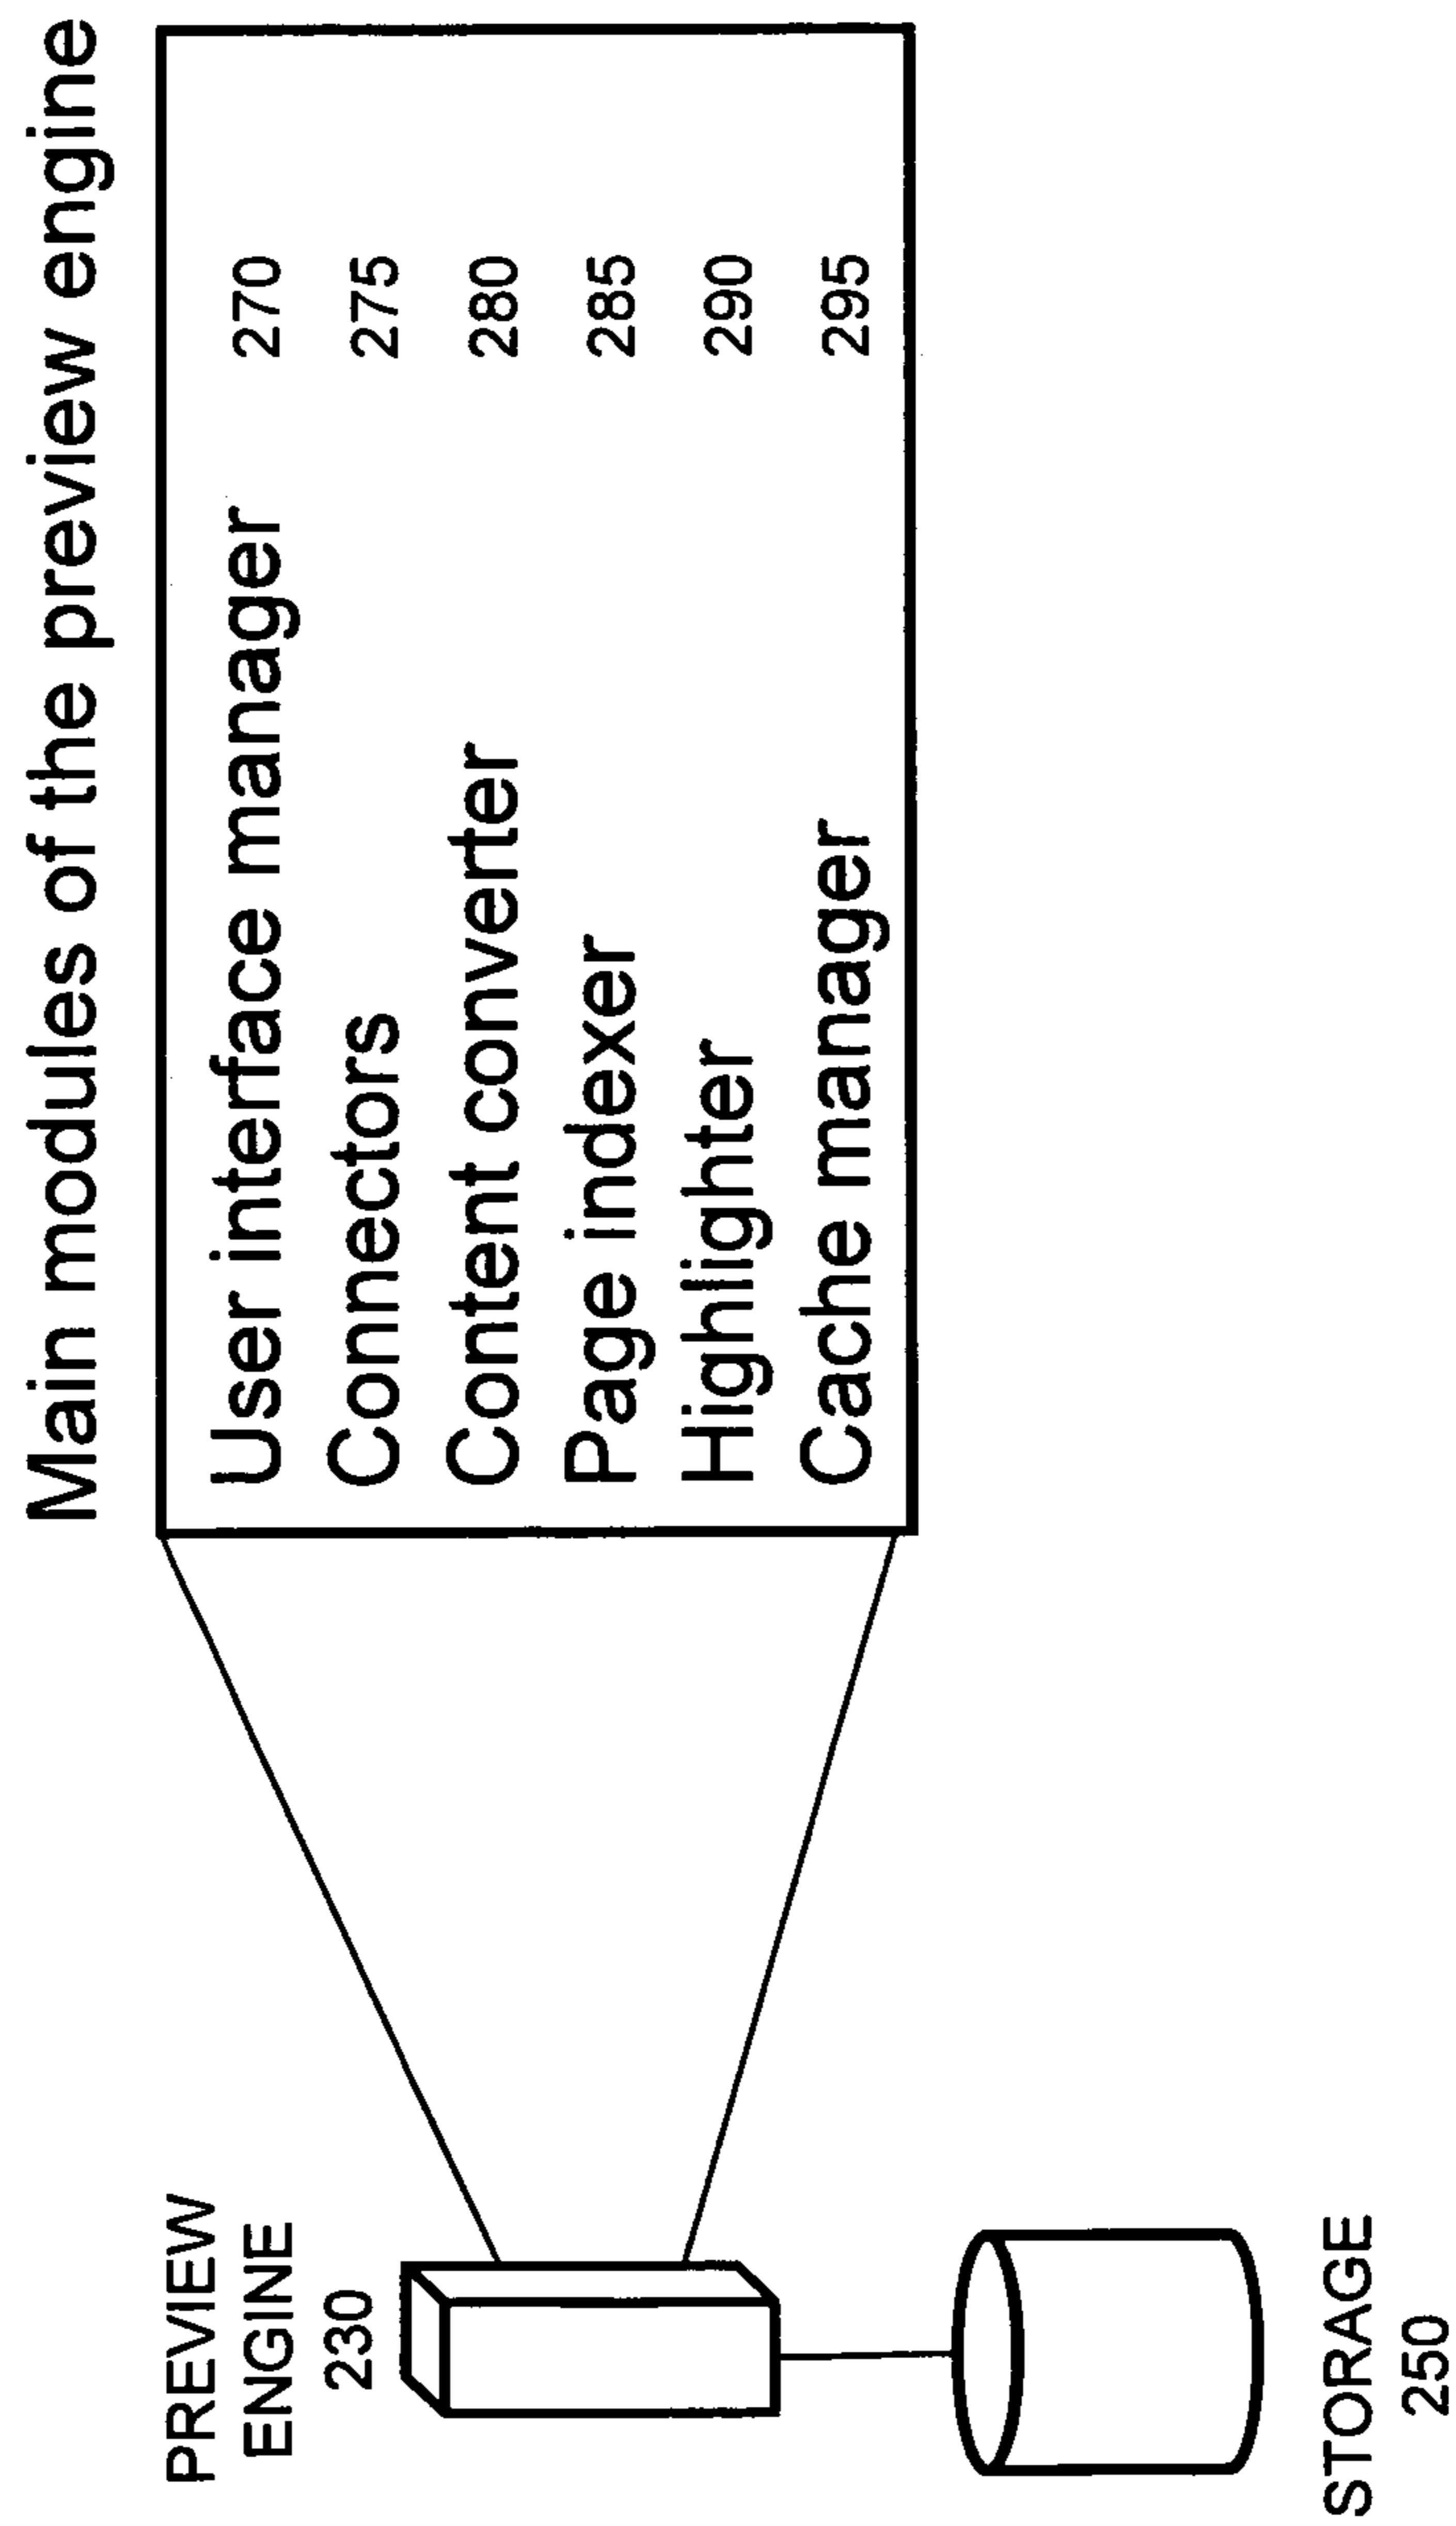 Main modules of the preview engine
PREVIEW
ENGINE
230
User interface manager 270
Connectors 275
Content converter 280
Page indexer 285
Highlighter 290
Cache manager 295
STORAGE
250